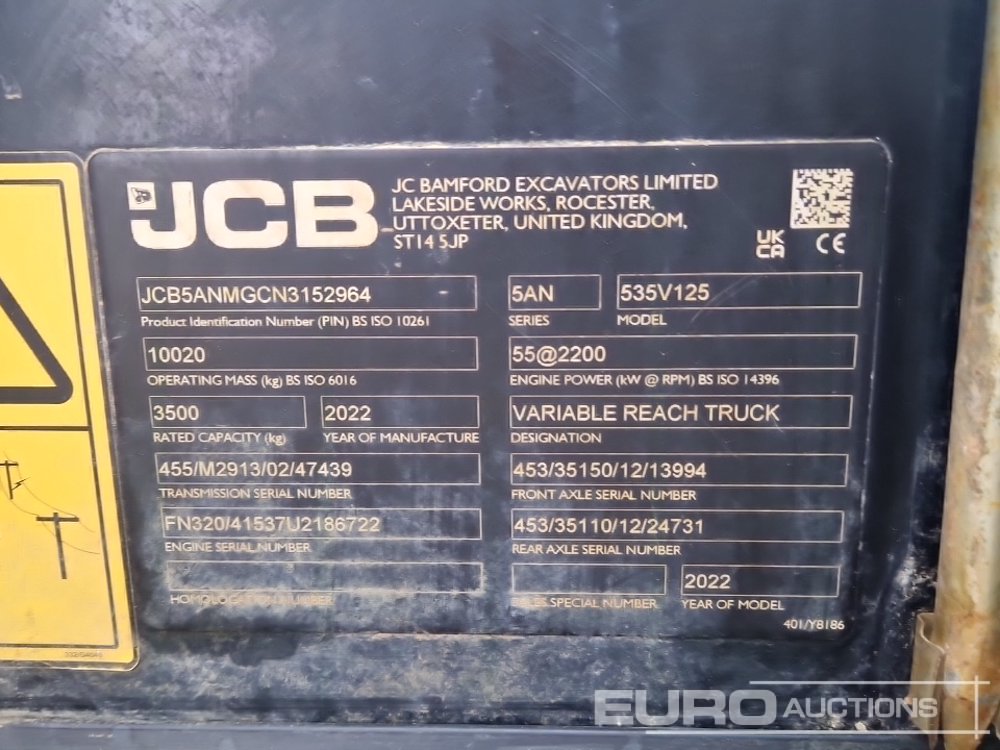 JCB
JC BAMFORD EXCAVATORS LIMITED
LAKESIDE WORKS, ROCESTER,
UTTOXETER, UNITED KINGDOM,
ST14 5JP
UK
CA
CE
JCB5ANMGCN3152964
Product Identification Number (PIN) BS ISO 10261
5AN
SERIES
535V125
MODEL
10020
OPERATING MASS (kg) BS ISO 6016
55@2200
ENGINE POWER (kW @ RPM) BS ISO 14396
3500
RATED CAPACITY (kg)
2022
YEAR OF MANUFACTURE
VARIABLE REACH TRUCK
DESIGNATION
455/M2913/02/47439
TRANSMISSION SERIAL NUMBER
453/35150/12/13994
FRONT AXLE SERIAL NUMBER
FN320/41537U2186722
ENGINE SERIAL NUMBER
453/35110/12/24731
REAR AXLE SERIAL NUMBER
HOMOLOGATION NUMBER
SPECIAL NUMBER
2022
YEAR OF MODEL
401/Y8186
EURO AUCTIONS